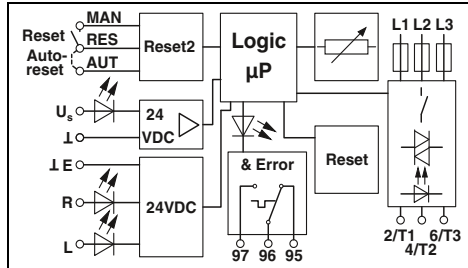 MAN
Reset
RES
Auto-
reset
AUT
Reset2
Logic
µP
L1 L2 L3
Us
24
VDC
⊥
⊥ E
R
L
24VDC
& Error
97 96 95
Reset
2/T1 6/T3
4/T2